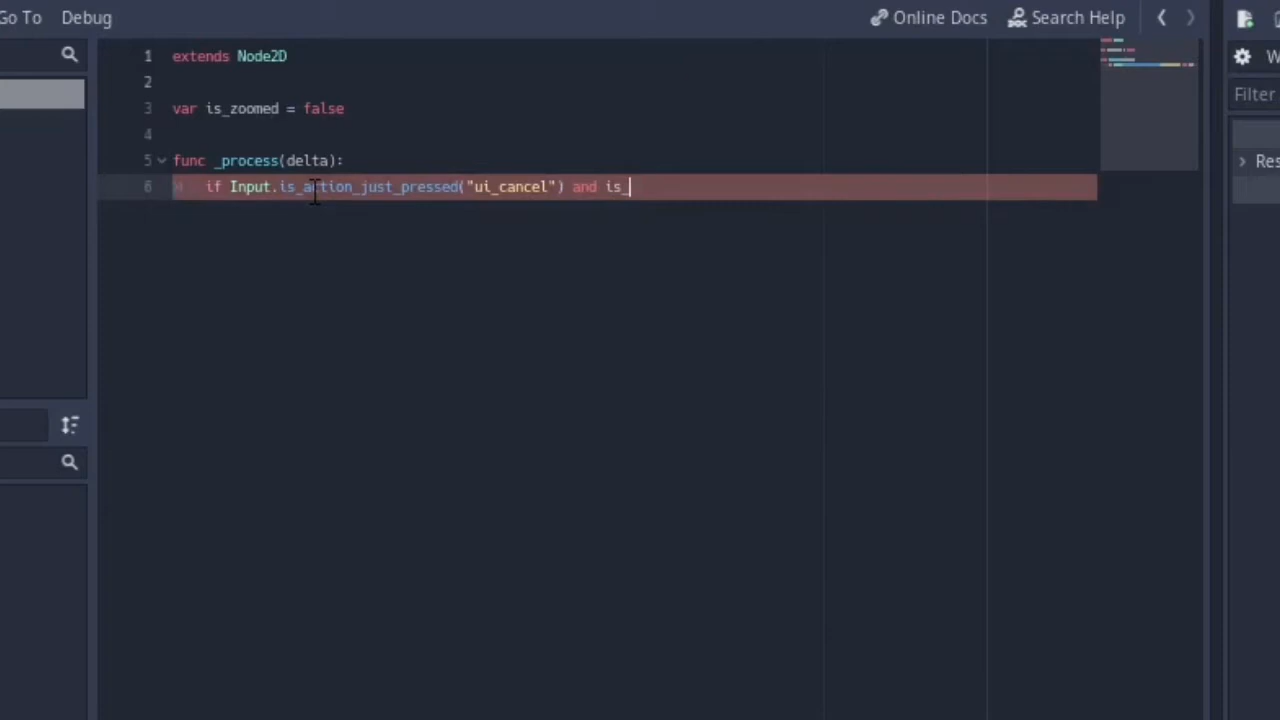 Go To Debug Online Docs Search Help
1 extends Node2D
2
3 var is_zoomed = false
4
5 func _process(delta):
6 if Input.is_action_just_pressed("ui_cancel") and is_
W
Filter
Res